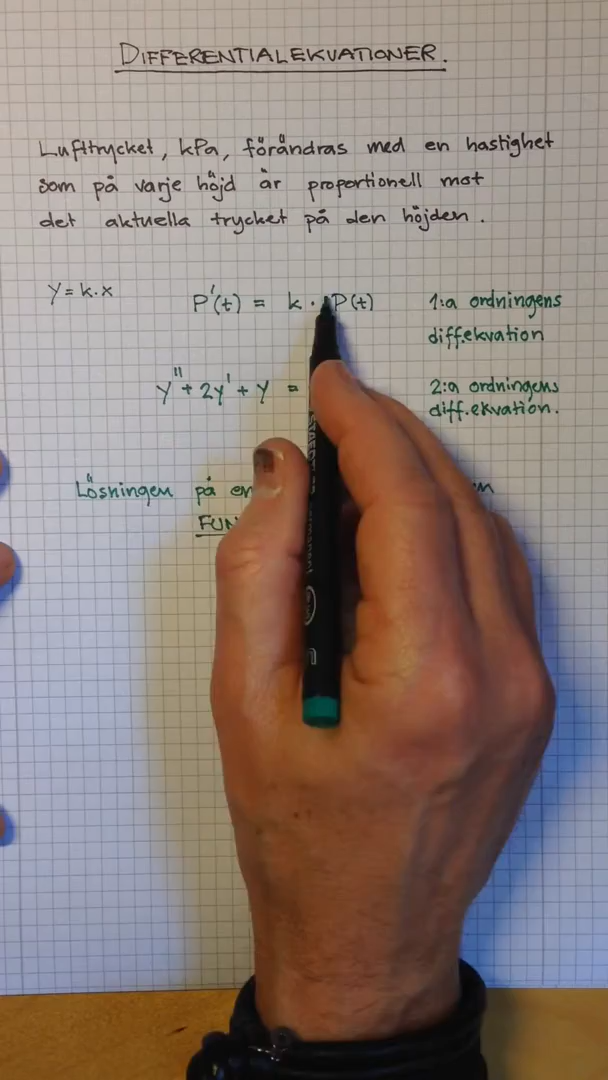 DIFFERENTIALEKVATIONER.
Lufttrycket, kPa, förändras med en hastighet
som på varje höjd är proportionell mot
det aktuella trycket på den höjden.
y = k·x
P'(t) = k · P(t)
1:a ordningens
diff.ekvation
y'' + 2y' + y =
2:a ordningens
diff.ekvation.
Lösningen på en
STAEDTLER